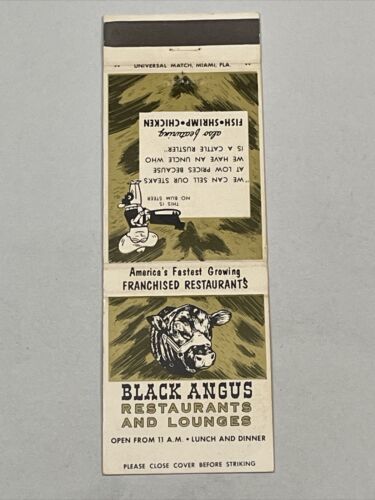 UNIVERSAL MATCH, MIAMI, FLA.
"WE CAN SELL OUR STEAKS
AT LOW PRICES BECAUSE
WE HAVE AN UNCLE WHO
IS A CATTLE RUSTLER"
also featuring
FISH • SHRIMP • CHICKEN
THIS IS
NO BUM STEER
America's Fastest Growing
FRANCHISED RESTAURANTS
BLACK ANGUS
RESTAURANTS
AND LOUNGES
OPEN FROM 11 A.M. • LUNCH AND DINNER
PLEASE CLOSE COVER BEFORE STRIKING